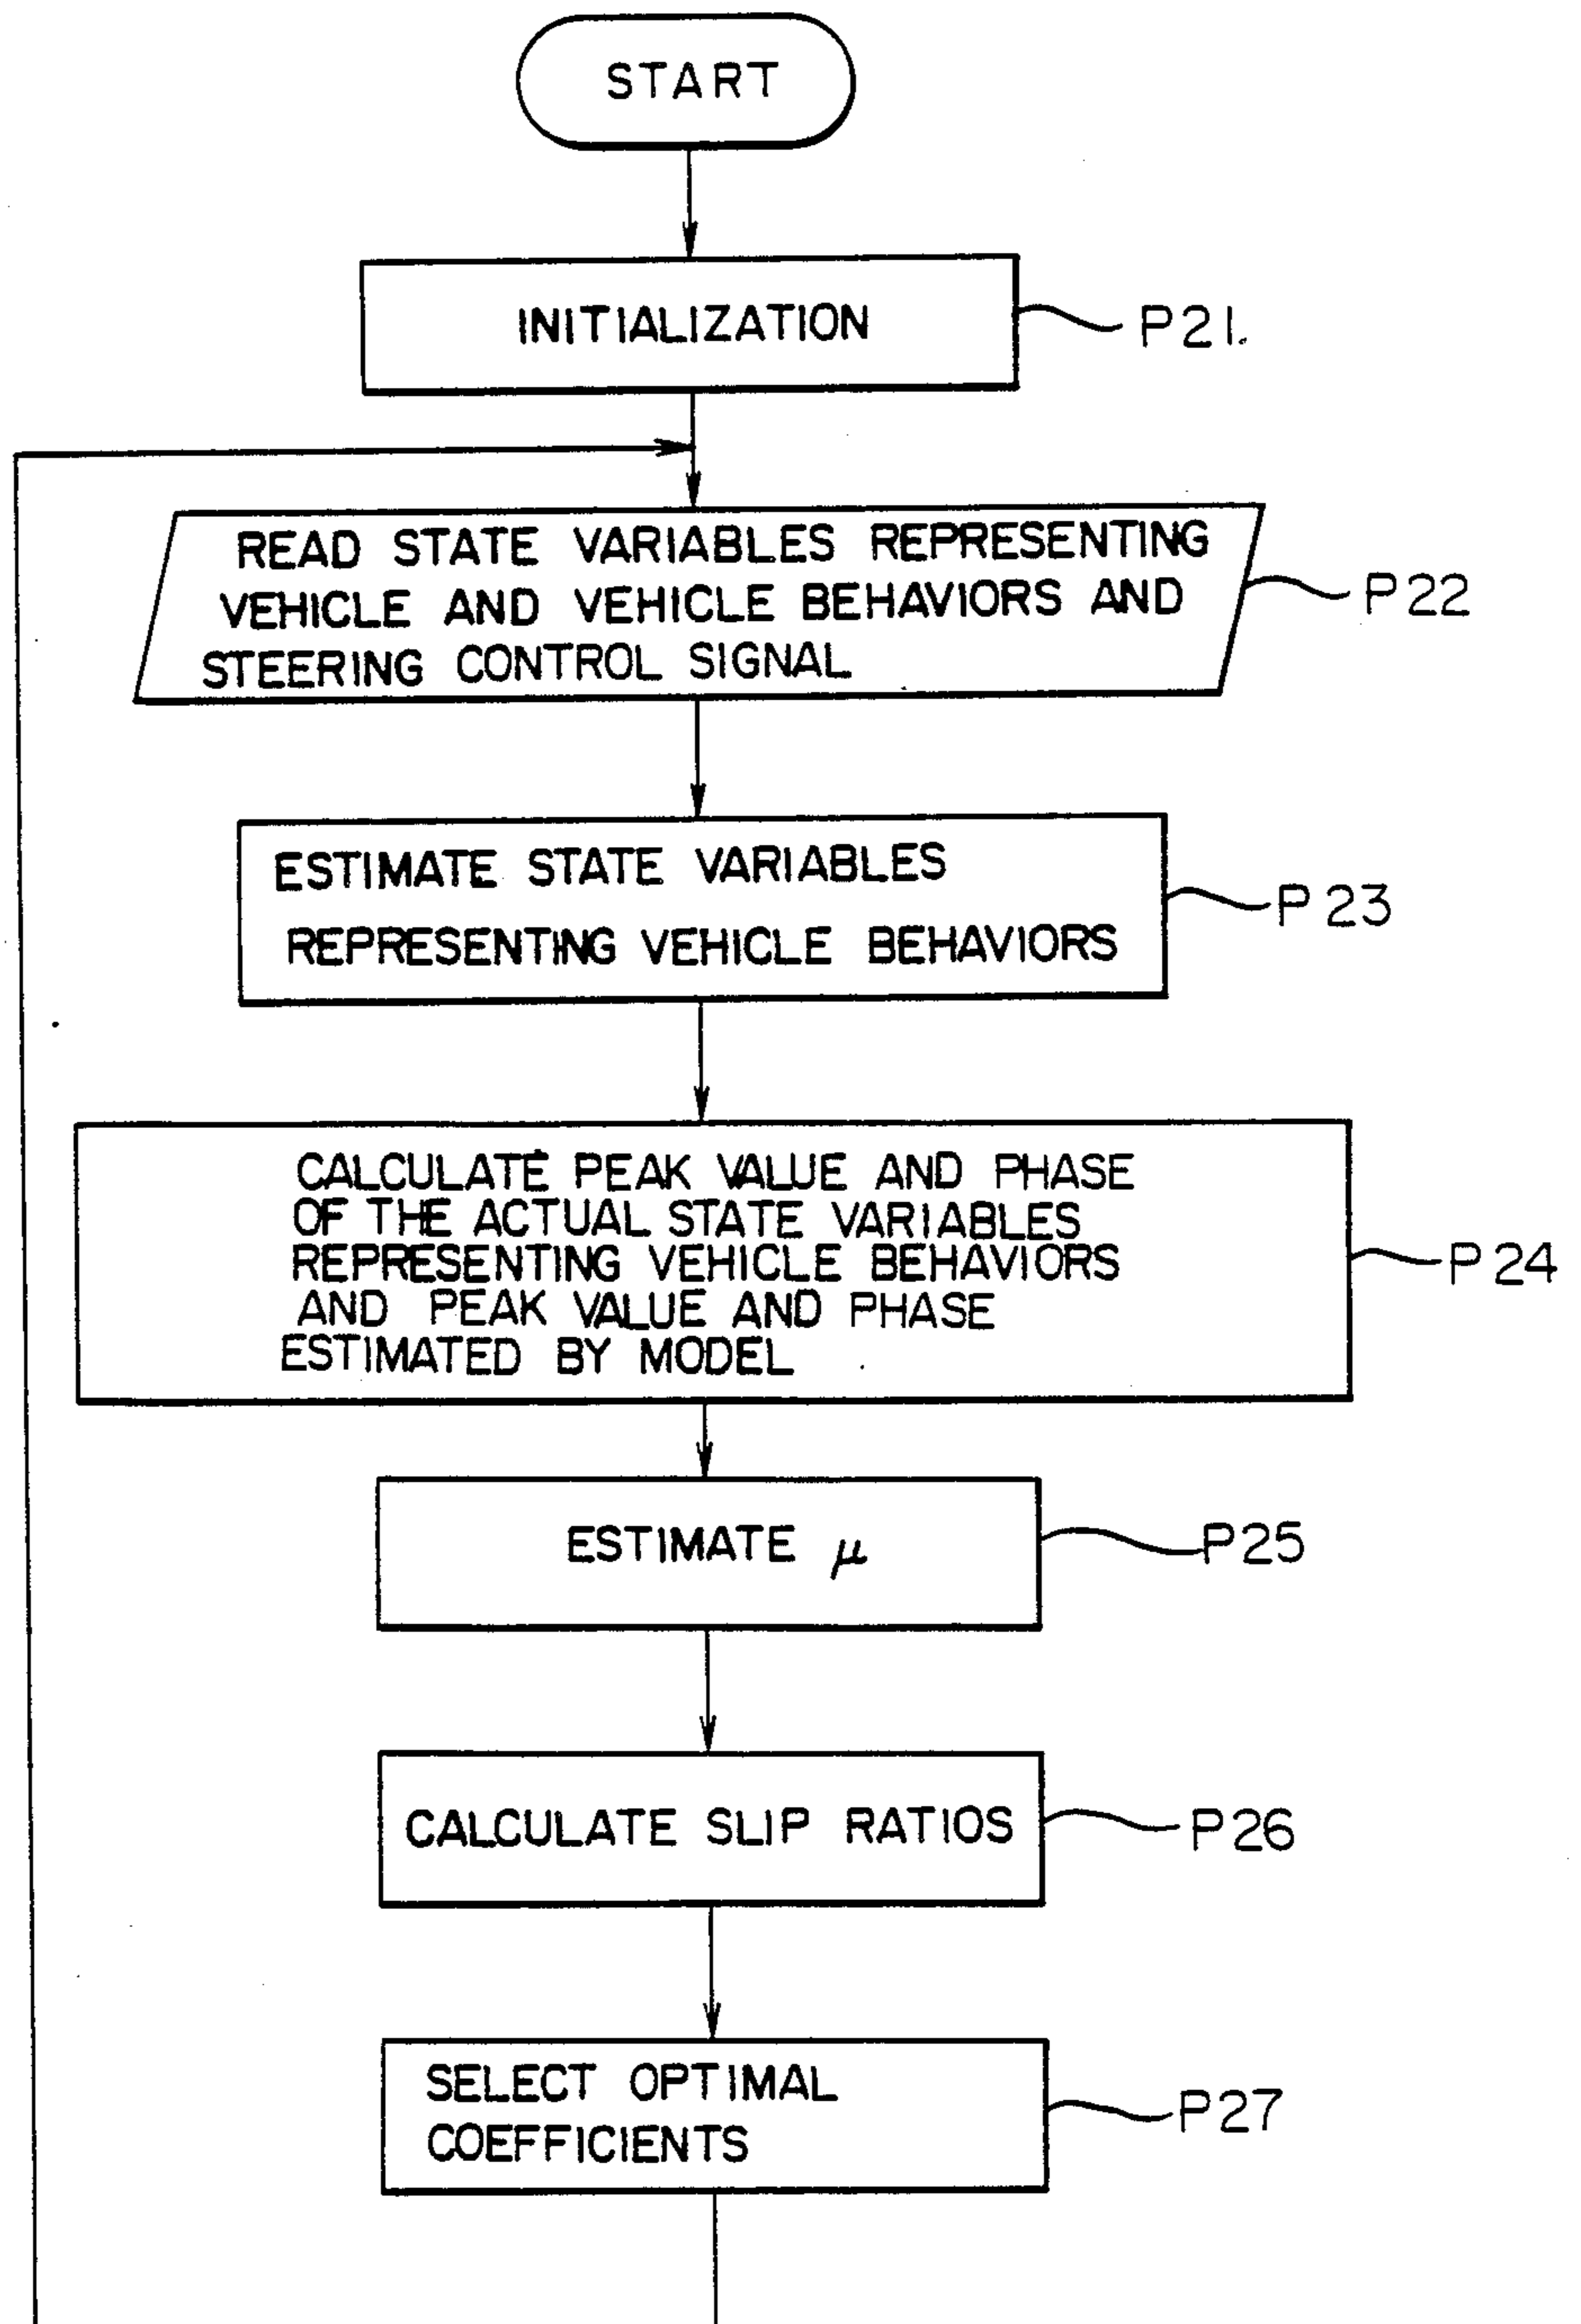 START
INITIALIZATION
P21.
READ STATE VARIABLES REPRESENTING
VEHICLE AND VEHICLE BEHAVIORS AND
STEERING CONTROL SIGNAL
P22
ESTIMATE STATE VARIABLES
REPRESENTING VEHICLE BEHAVIORS
P23
CALCULATE PEAK VALUE AND PHASE
OF THE ACTUAL STATE VARIABLES
REPRESENTING VEHICLE BEHAVIORS
AND PEAK VALUE AND PHASE
ESTIMATED BY MODEL
P24
ESTIMATE μ
P25
CALCULATE SLIP RATIOS
P26
SELECT OPTIMAL
COEFFICIENTS
P27